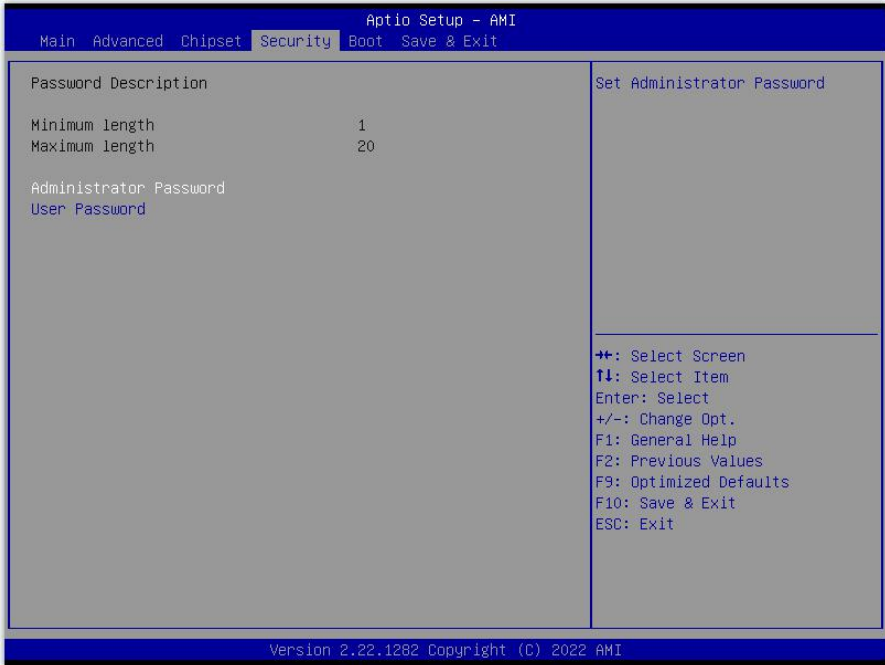 Aptio Setup – AMI
Main Advanced Chipset Security Boot Save & Exit
Password Description
Minimum length 1
Maximum length 20
Administrator Password
User Password
Set Administrator Password
→←: Select Screen
↑↓: Select Item
Enter: Select
+/-: Change Opt.
F1: General Help
F2: Previous Values
F9: Optimized Defaults
F10: Save & Exit
ESC: Exit
Version 2.22.1282 Copyright (C) 2022 AMI